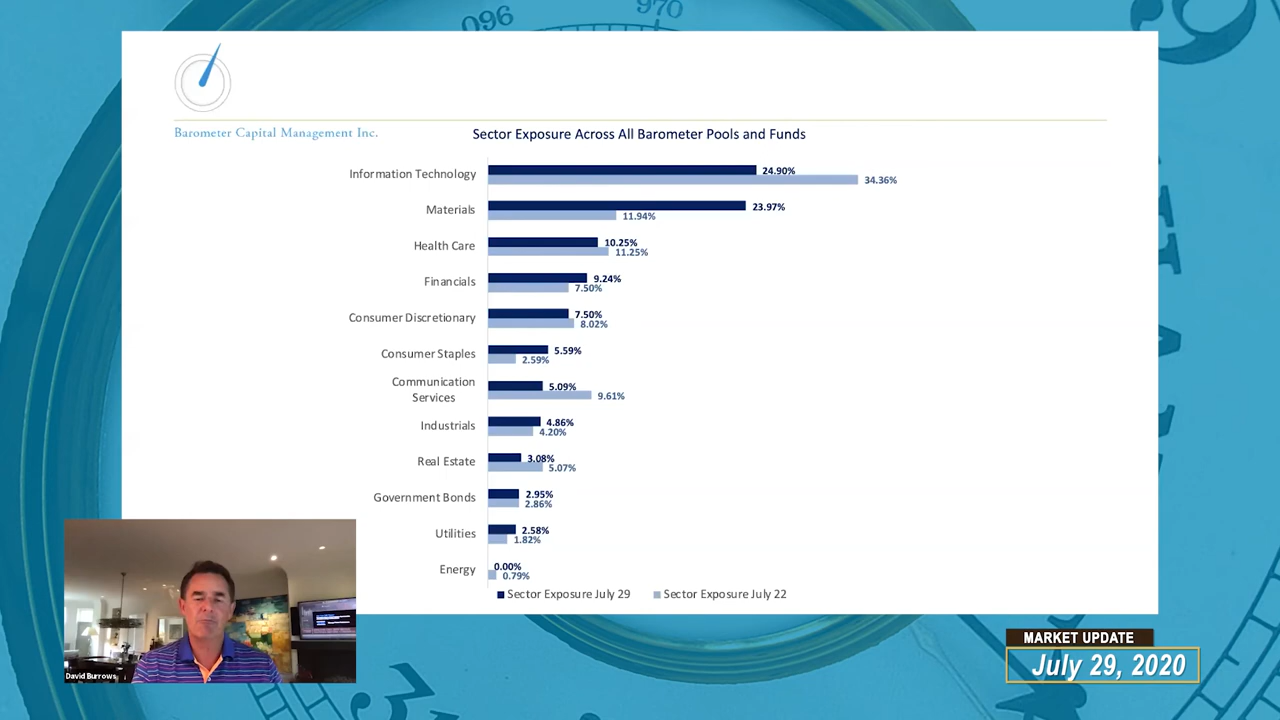 960
970
Barometer Capital Management Inc.
Sector Exposure Across All Barometer Pools and Funds
Information Technology
24.90%
34.36%
Materials
23.97%
11.94%
Health Care
10.25%
11.25%
Financials
9.24%
7.50%
Consumer Discretionary
7.50%
8.02%
Consumer Staples
5.59%
2.59%
Communication
Services
5.09%
9.61%
Industrials
4.86%
4.20%
Real Estate
3.08%
5.07%
Government Bonds
2.95%
2.86%
Utilities
2.58%
1.82%
Energy
0.00%
0.79%
Sector Exposure July 29
Sector Exposure July 22
David Burrows
MARKET UPDATE
July 29, 2020